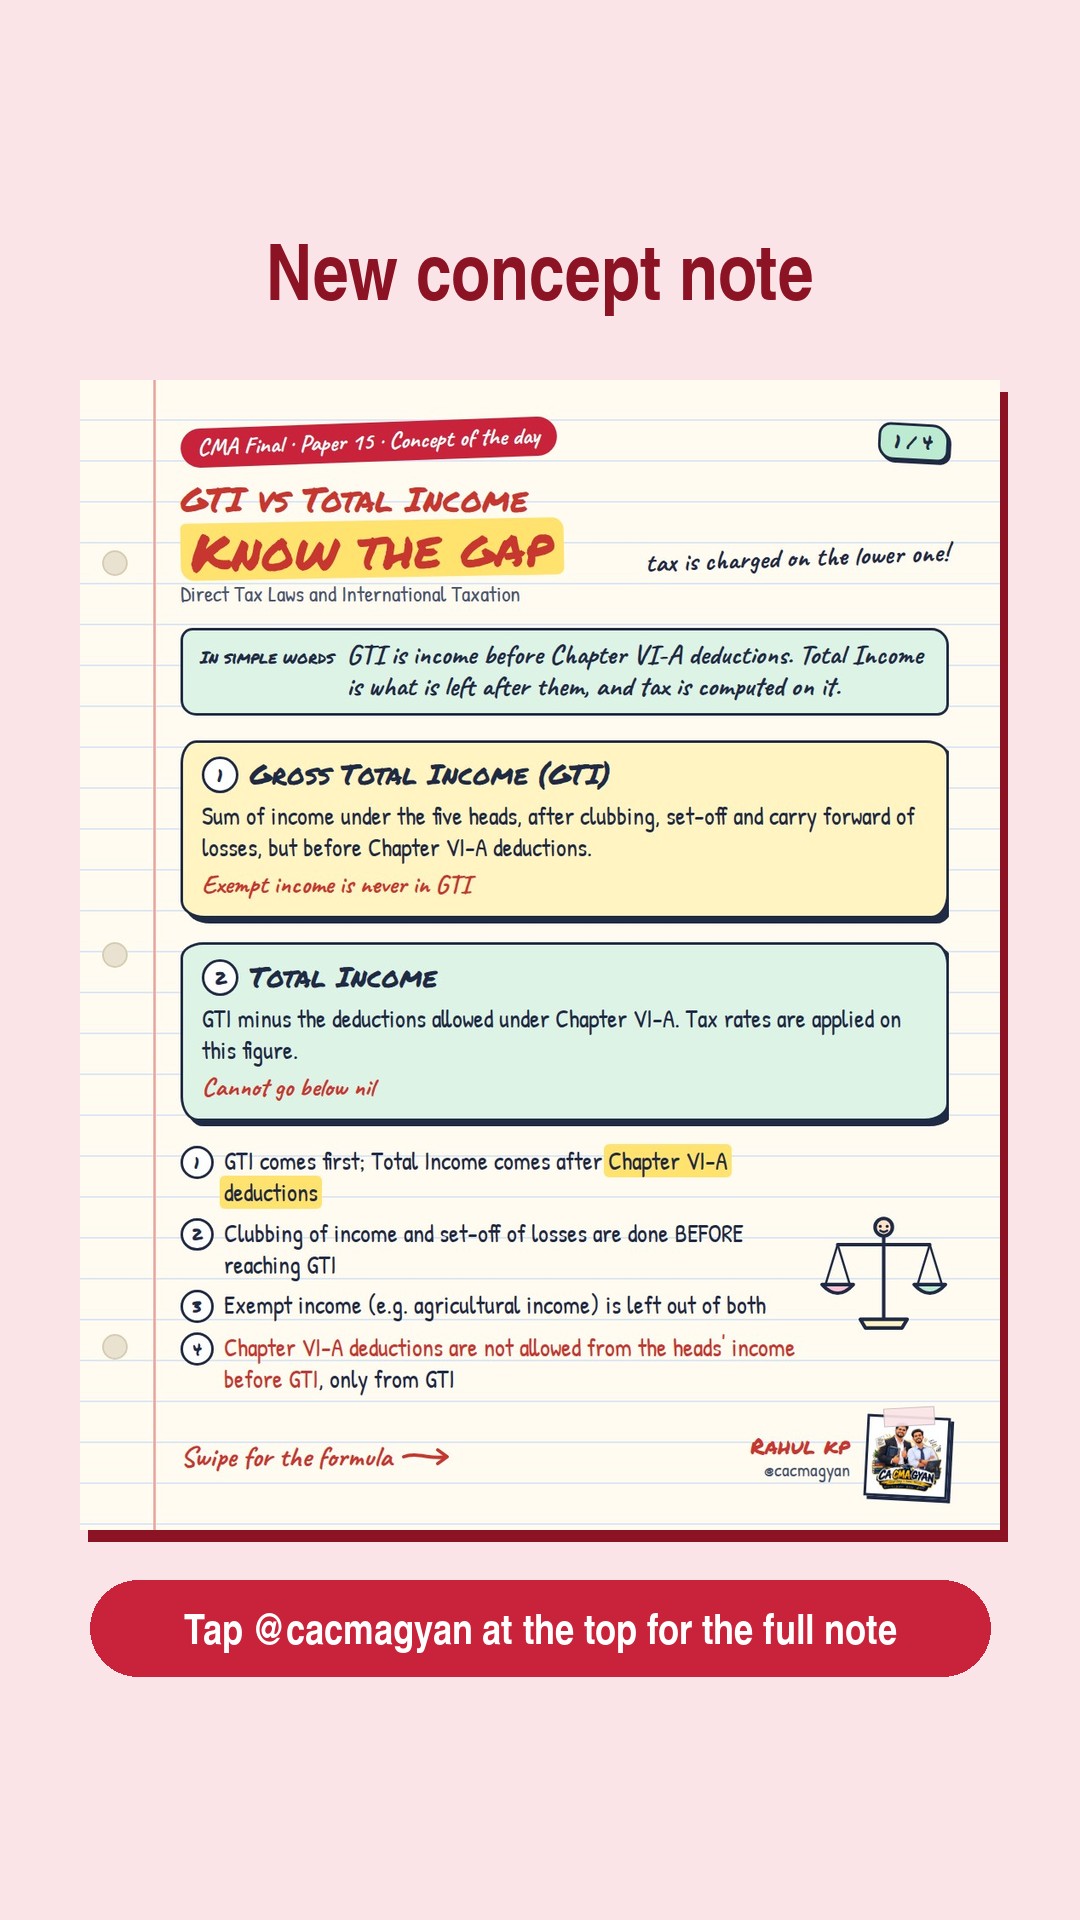 New concept note
CMA Final · Paper 15 · Concept of the day
1/4
GTI vs Total Income
Know the gap
tax is charged on the lower one!
Direct Tax Laws and International Taxation
In simple words GTI is income before Chapter VI-A deductions. Total Income
is what is left after them, and tax is computed on it.
1 Gross Total Income (GTI)
Sum of income under the five heads, after clubbing, set-off and carry forward of
losses, but before Chapter VI-A deductions.
Exempt income is never in GTI
2 Total Income
GTI minus the deductions allowed under Chapter VI-A. Tax rates are applied on
this figure.
Cannot go below nil
1 GTI comes first; Total Income comes after Chapter VI-A
deductions
2 Clubbing of income and set-off of losses are done BEFORE
reaching GTI
3 Exempt income (e.g. agricultural income) is left out of both
4 Chapter VI-A deductions are not allowed from the heads' income
before GTI, only from GTI
Swipe for the formula
Rahul KP
@cacmagyan
CA CMA GYAN
Tap @cacmagyan at the top for the full note